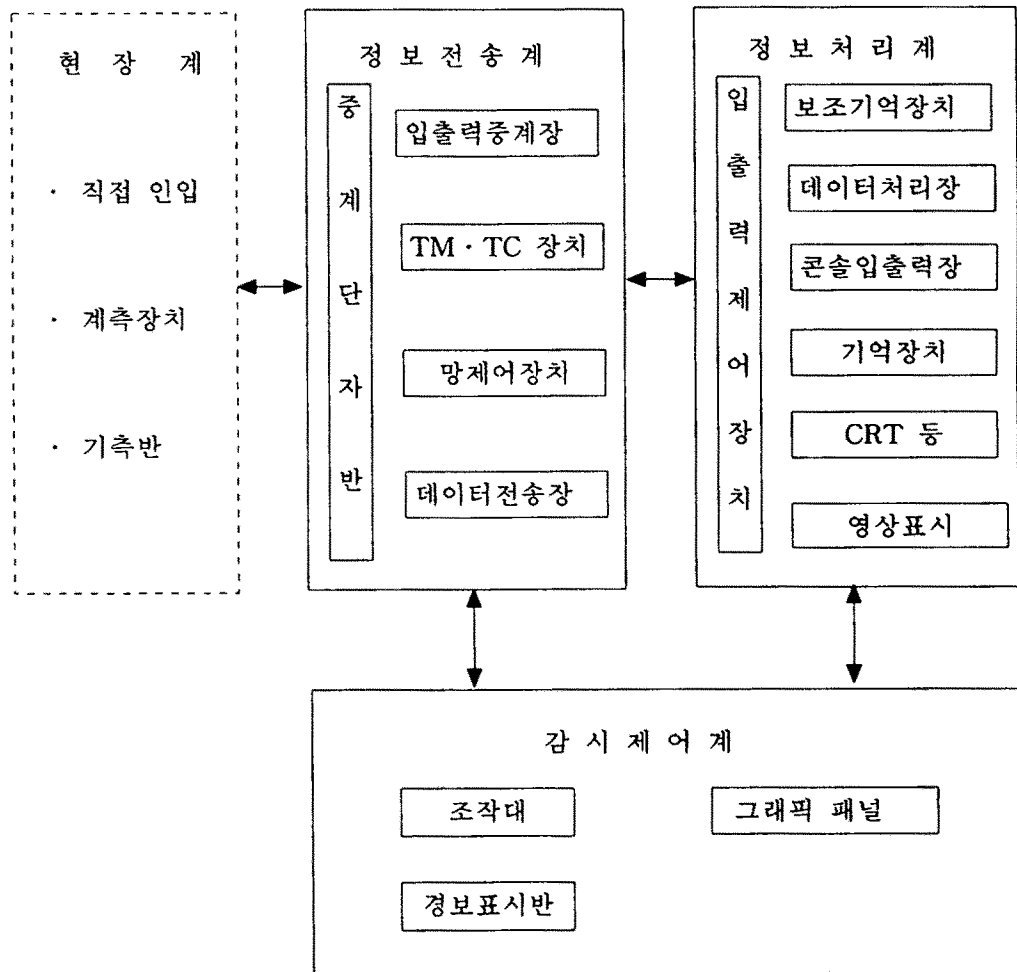 현 장 계
· 직접 인입
· 계측장치
· 기측반
정 보 전 송 계
중 계 단 자 반
입출력중계장
TM · TC 장치
망제어장치
데이터전송장
정 보 처 리 계
입 출 력 제 어 장 치
보조기억장치
데이터처리장
콘솔입출력장
기억장치
CRT 등
영상표시
감 시 제 어 계
조작대
그래픽 패널
경보표시반